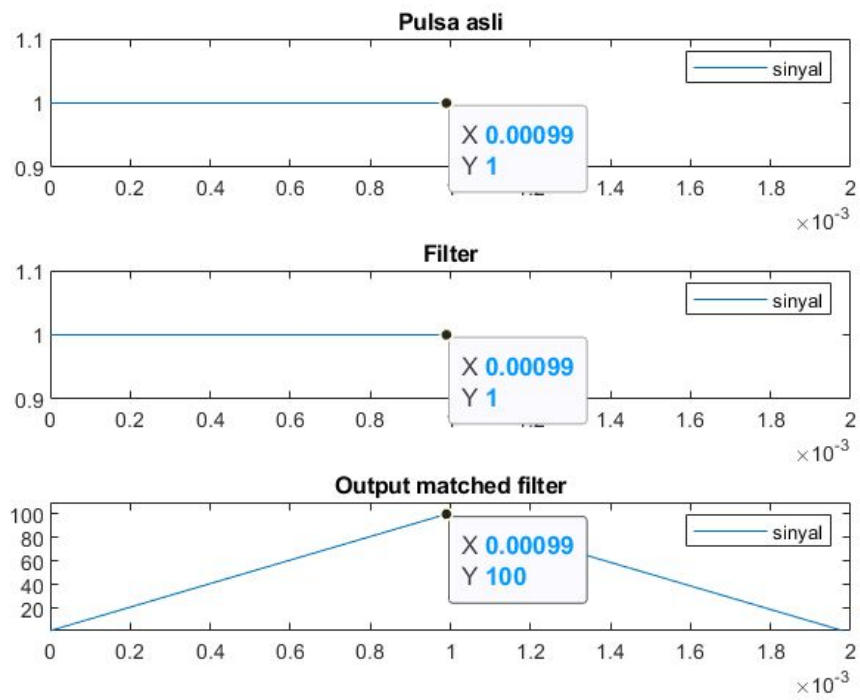 Pulsa asli
1.1
sinyal
1
X 0.00099
Y 1
0.9
0 0.2 0.4 0.6 0.8 1.4 1.6 1.8 2
×10⁻³
Filter
1.1
sinyal
1
X 0.00099
Y 1
0.9
0 0.2 0.4 0.6 0.8 1.4 1.6 1.8 2
×10⁻³
Output matched filter
100
sinyal
80
X 0.00099
60
Y 100
40
20
0 0.2 0.4 0.6 0.8 1 1.2 1.4 1.6 1.8 2
×10⁻³